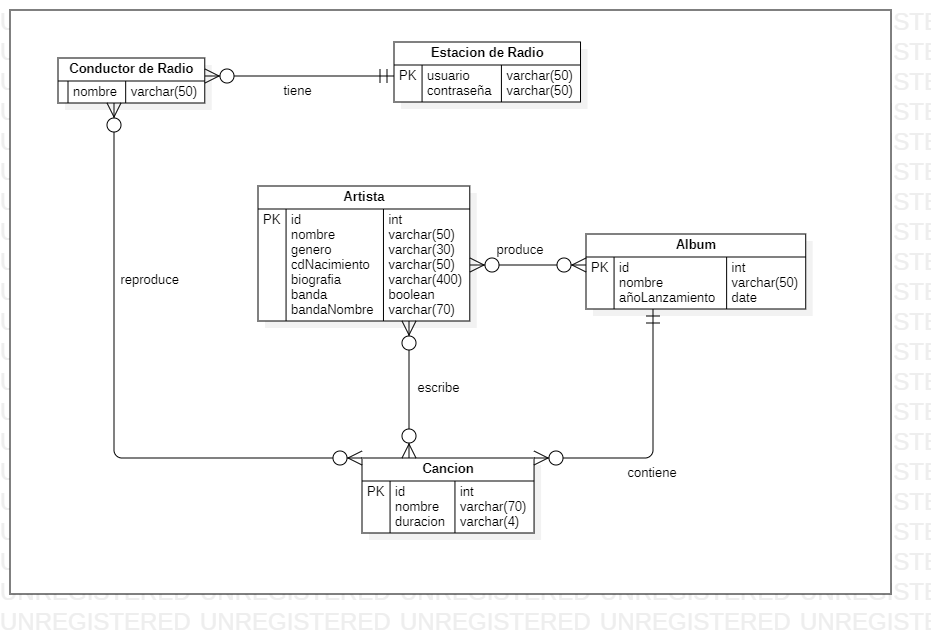 Estacion de Radio
PK usuario varchar(50)
contraseña varchar(50)
Conductor de Radio
nombre varchar(50)
tiene
Artista
PK id int
nombre varchar(50)
genero varchar(30)
cdNacimiento varchar(50)
biografia varchar(400)
banda boolean
bandaNombre varchar(70)
produce
Album
PK id int
nombre varchar(50)
añoLanzamiento date
reproduce
escribe
contiene
Cancion
PK id int
nombre varchar(70)
duracion varchar(4)
UNREGISTERED UNREGISTERED UNREGISTERED UNREGISTERED